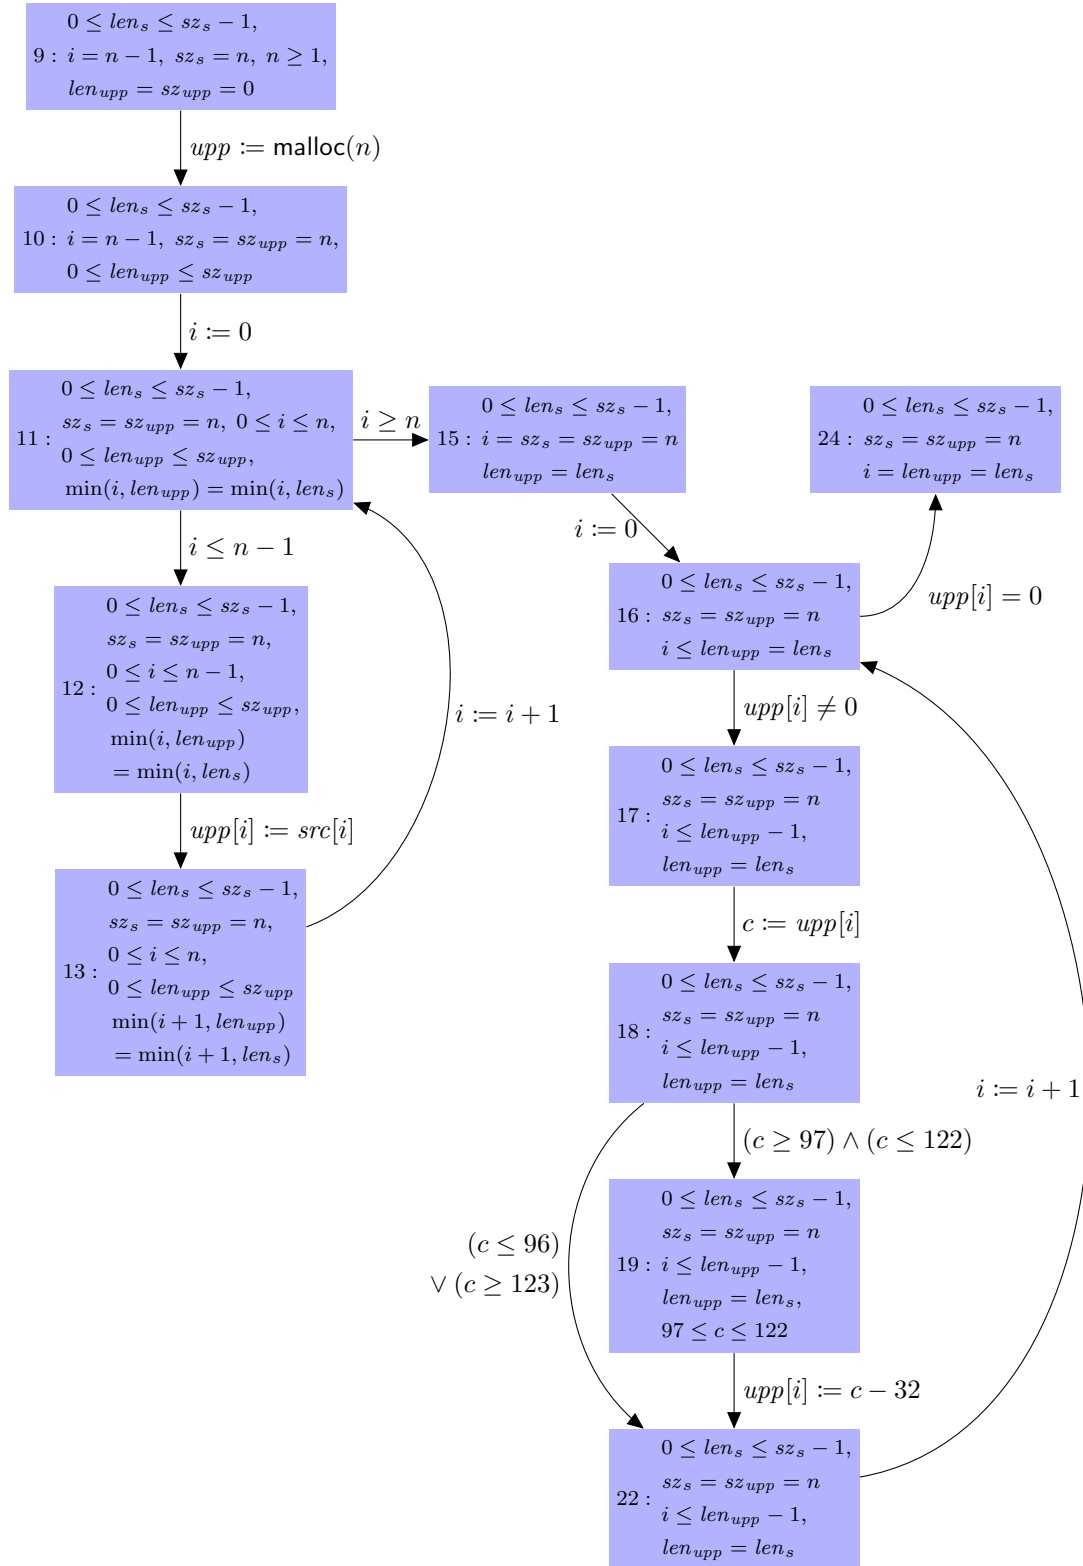 0 ≤ len_s ≤ sz_s − 1,
9 : i = n − 1, sz_s = n, n ≥ 1,
len_upp = sz_upp = 0
upp := malloc(n)
0 ≤ len_s ≤ sz_s − 1,
10 : i = n − 1, sz_s = sz_upp = n,
0 ≤ len_upp ≤ sz_upp
i := 0
0 ≤ len_s ≤ sz_s − 1,
sz_s = sz_upp = n, 0 ≤ i ≤ n,
11 :
0 ≤ len_upp ≤ sz_upp,
min(i, len_upp) = min(i, len_s)
i ≥ n
0 ≤ len_s ≤ sz_s − 1,
15 : i = sz_s = sz_upp = n
len_upp = len_s
0 ≤ len_s ≤ sz_s − 1,
24 : sz_s = sz_upp = n
i = len_upp = len_s
i := 0
i ≤ n − 1
0 ≤ len_s ≤ sz_s − 1,
16 : sz_s = sz_upp = n
i ≤ len_upp = len_s
upp[i] = 0
0 ≤ len_s ≤ sz_s − 1,
sz_s = sz_upp = n,
0 ≤ i ≤ n − 1,
12 :
0 ≤ len_upp ≤ sz_upp,
min(i, len_upp)
= min(i, len_s)
i := i + 1
upp[i] ≠ 0
0 ≤ len_s ≤ sz_s − 1,
sz_s = sz_upp = n
17 :
i ≤ len_upp − 1,
len_upp = len_s
upp[i] := src[i]
0 ≤ len_s ≤ sz_s − 1,
sz_s = sz_upp = n,
0 ≤ i ≤ n,
13 :
0 ≤ len_upp ≤ sz_upp
min(i + 1, len_upp)
= min(i + 1, len_s)
c := upp[i]
0 ≤ len_s ≤ sz_s − 1,
sz_s = sz_upp = n
18 :
i ≤ len_upp − 1,
len_upp = len_s
i := i + 1
(c ≥ 97) ∧ (c ≤ 122)
(c ≤ 96)
∨ (c ≥ 123)
0 ≤ len_s ≤ sz_s − 1,
sz_s = sz_upp = n
19 : i ≤ len_upp − 1,
len_upp = len_s,
97 ≤ c ≤ 122
upp[i] := c − 32
0 ≤ len_s ≤ sz_s − 1,
sz_s = sz_upp = n
22 :
i ≤ len_upp − 1,
len_upp = len_s